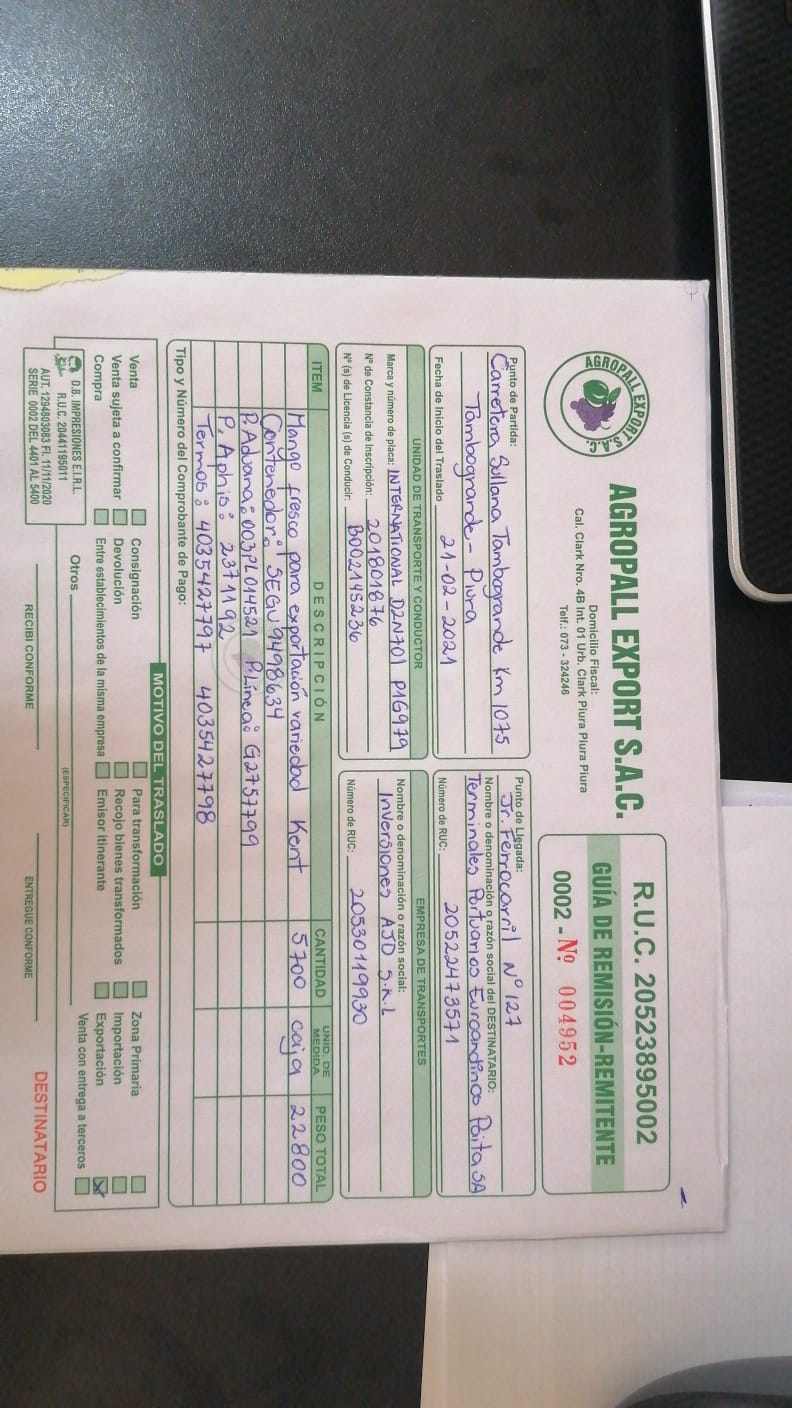 AGROPALL EXPORT S.A.C.
AGROPALL EXPORT S.A.C.
Domicilio Fiscal:
Cal. Clark Nro. 4B Int. 01 Urb. Clark Piura Piura Piura
Telf.: 073 - 324246
R.U.C. 20523895002
GUÍA DE REMISIÓN-REMITENTE
0002 - Nº 004952
Punto de Partida:
Carretera Sullana Tambogrande Km 1075
Tambogrande - Piura
Fecha de Inicio del Traslado 21-02-2021
Punto de Llegada:
Jr. Ferrocarril Nº 127
Nombre o denominación o razón social del DESTINATARIO:
Terminales Portuarios Euroandinos Paita SA
Número de RUC: 20522473571
UNIDAD DE TRANSPORTE Y CONDUCTOR
Marca y número de placa: INTERNATIONAL D2N701 P1G979
Nº de Constancia de Inscripción: 201801876
Nº (s) de Licencia (s) de Conducir: B002145236
EMPRESA DE TRANSPORTES
Nombre o denominación o razón social:
Inversiones AJD S.R.L
Número de RUC: 20530119930
ITEM DESCRIPCIÓN CANTIDAD UNID. DE MEDIDA PESO TOTAL
Mango fresco para exportación variedad Kent 5700 caja 22800
Contenedor: SEGU9498634
P. Aduana: 003PL014521 P. Linea: G2757799
P. Aphis: 2371192
Termos: 4035427797 4035427798
Tipo y Número del Comprobante de Pago:
MOTIVO DEL TRASLADO
Venta Consignación Para transformación Zona Primaria
Venta sujeta a confirmar Devolución Recojo bienes transformados Importación
Compra Entre establecimientos de la misma empresa Emisor itinerante Exportación
Venta con entrega a terceros
Otros
(ESPECIFICAR)
D.B. IMPRESIONES E.I.R.L.
R.U.C. 20441195011
AUT. 1294803083 FI. 11/11/2020
SERIE 0002 DEL 4401 AL 5400
RECIBI CONFORME
ENTREGUE CONFORME
DESTINATARIO